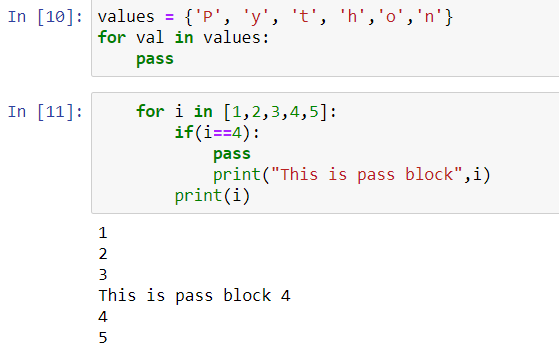 In [10]: values = {'P', 'y', 't', 'h','o','n'}
for val in values:
    pass
In [11]:     for i in [1,2,3,4,5]:
        if(i==4):
            pass
            print("This is pass block",i)
        print(i)
1
2
3
This is pass block 4
4
5